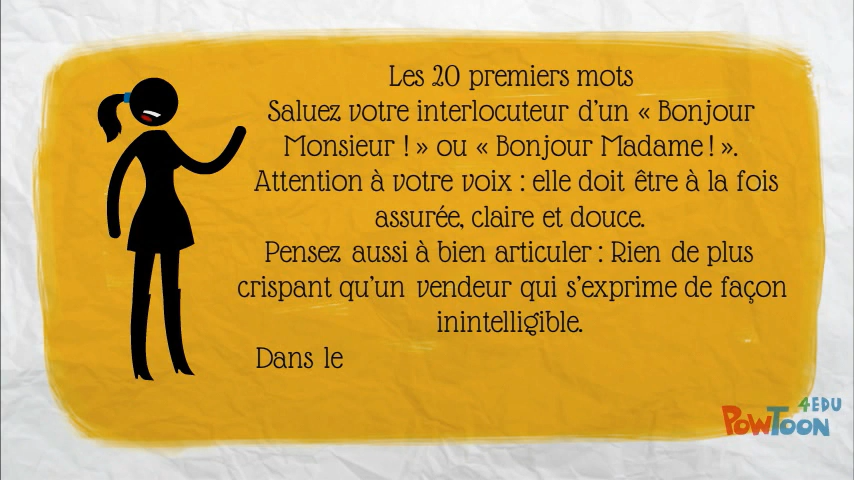 Les 20 premiers mots
Saluez votre interlocuteur d'un « Bonjour
Monsieur ! » ou « Bonjour Madame ! ».
Attention à votre voix : elle doit être à la fois
assurée, claire et douce.
Pensez aussi à bien articuler : Rien de plus
crispant qu'un vendeur qui s'exprime de façon
inintelligible.
Dans le
4EDU
POWTOON